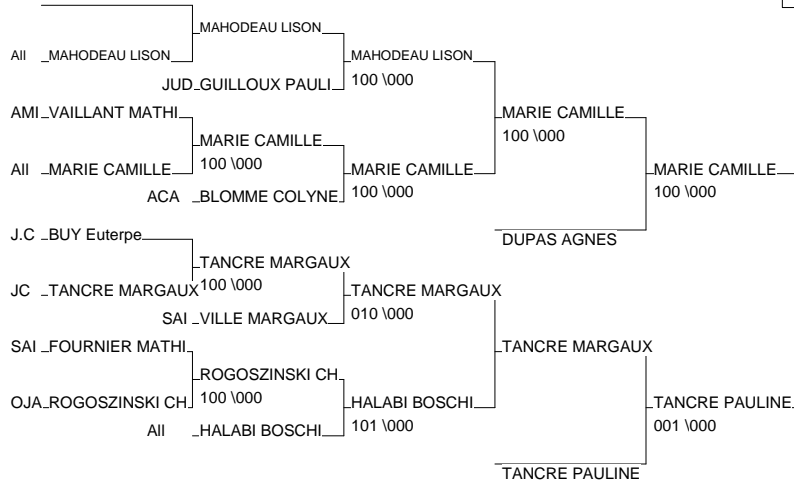 MAHODEAU LISON
All MAHODEAU LISON MAHODEAU LISON
JUD GUILLOUX PAULI 100 \000
AMI VAILLANT MATHI MARIE CAMILLE
MARIE CAMILLE 100 \000
All MARIE CAMILLE 100 \000 MARIE CAMILLE MARIE CAMILLE
ACA BLOMME COLYNE 100 \000 100 \000
J.C BUY Euterpe DUPAS AGNES
TANCRE MARGAUX
JC TANCRE MARGAUX 100 \000 TANCRE MARGAUX
SAI VILLE MARGAUX 010 \000
SAI FOURNIER MATHI TANCRE MARGAUX
ROGOSZINSKI CH
OJA ROGOSZINSKI CH 100 \000 HALABI BOSCHI TANCRE PAULINE
All HALABI BOSCHI 101 \000 001 \000
TANCRE PAULINE